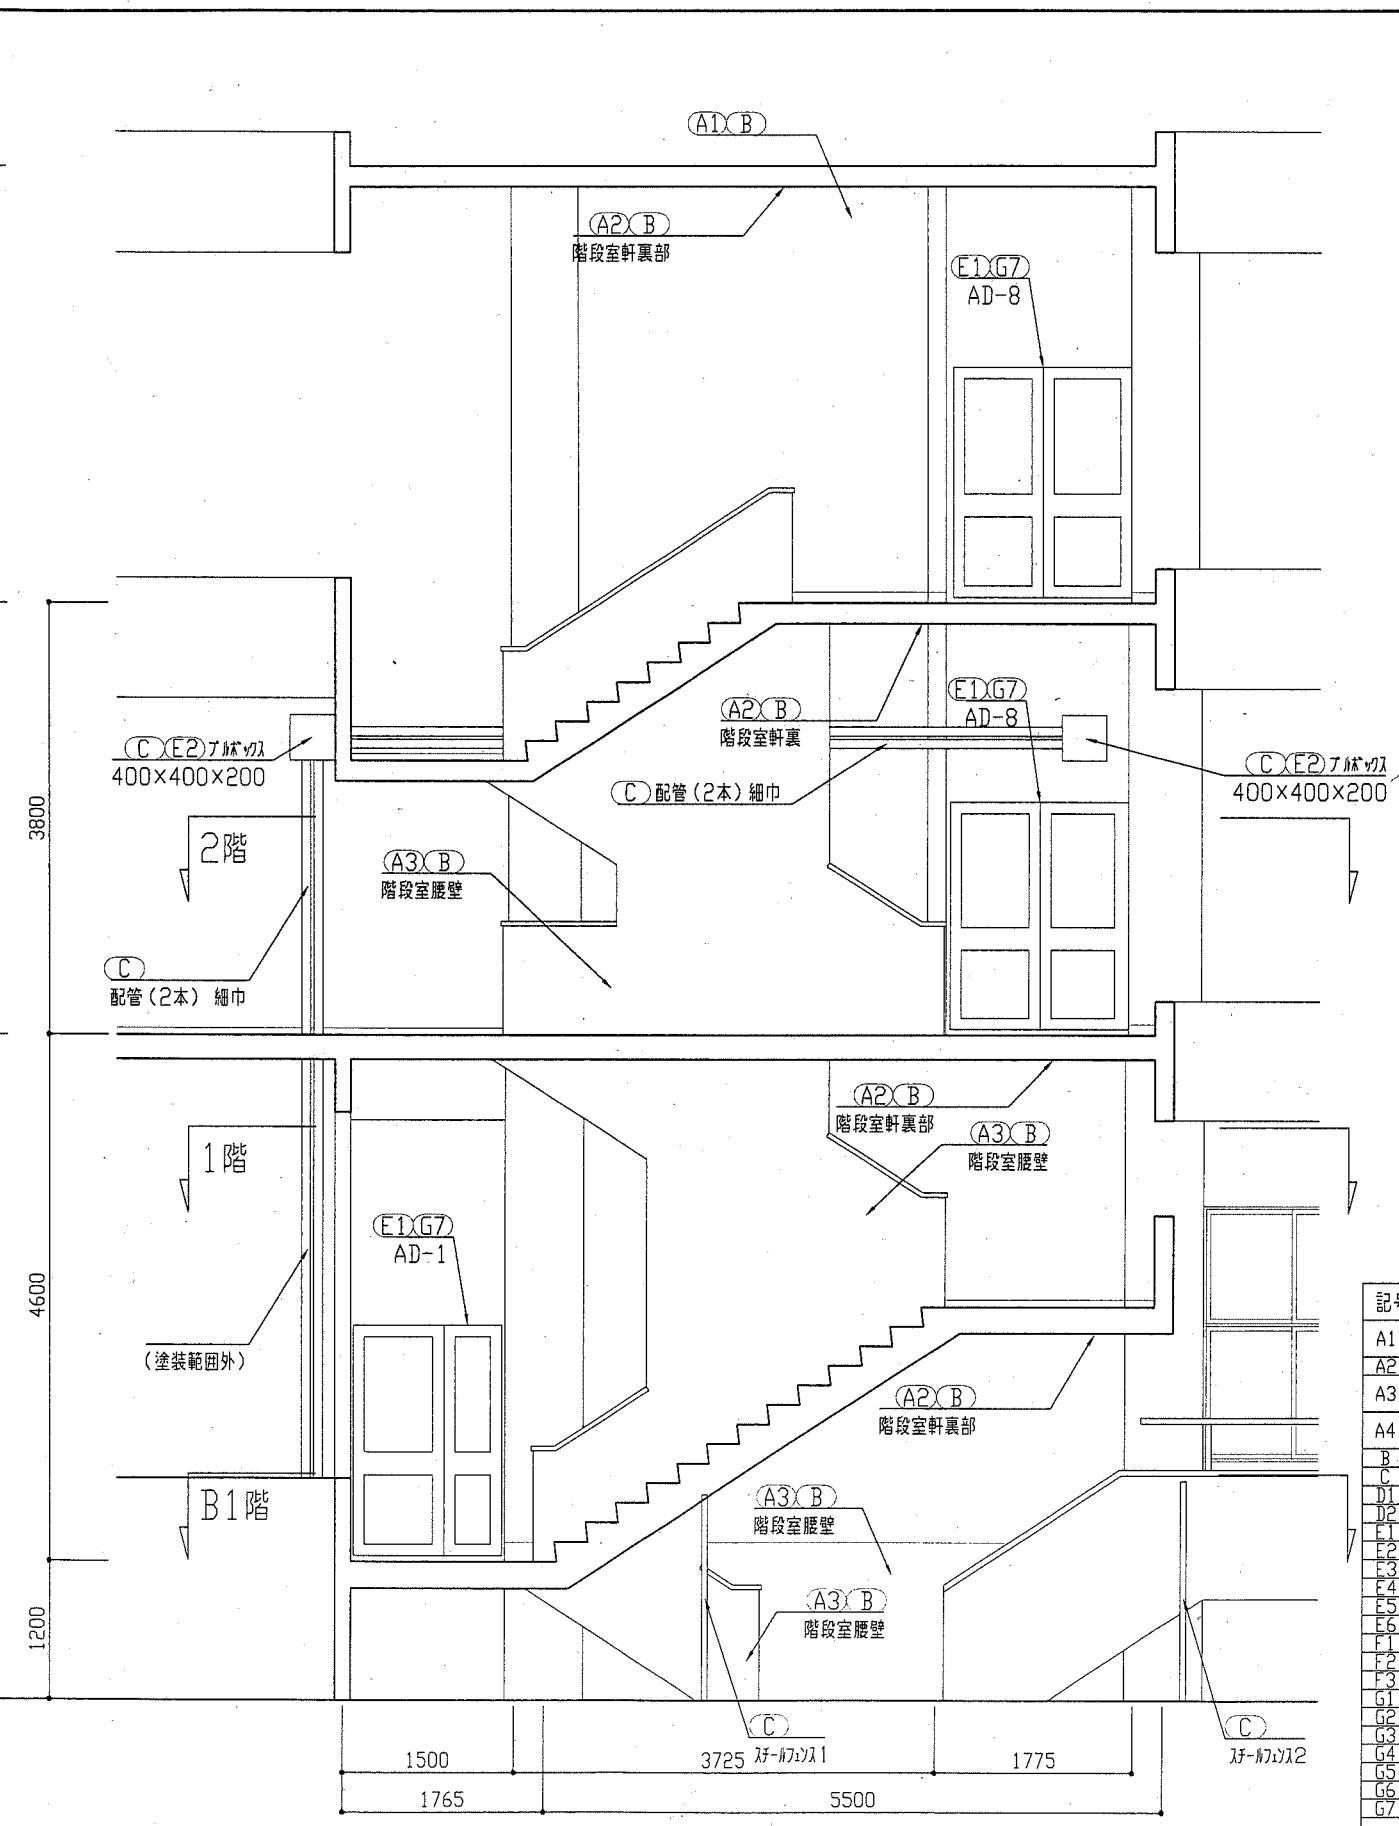 A1 B
A2 B
階段室軒裏部
E1 G7
AD-8
A2 B
階段室軒裏
E1 G7
AD-8
C E2 プルボックス
400×400×200
C 配管(2本) 細巾
C E2 プルボックス
400×400×200
3800
2階
A3 B
階段室腰壁
C
配管(2本) 細巾
A2 B
階段室軒裏部
A3 B
階段室腰壁
1階
E1 G7
AD-1
4600
(塗装範囲外)
A2 B
階段室軒裏部
B1階
A3 B
階段室腰壁
A3 B
階段室腰壁
1200
C
スチールフェンス1
C
スチールフェンス2
1500
3725
1775
1765
5500
A1
A2
A3
A4
B
C
D1
D2
E1
E2
E3
E4
E5
E6
F1
F2
F3
G1
G2
G3
G4
G5
G6
G7